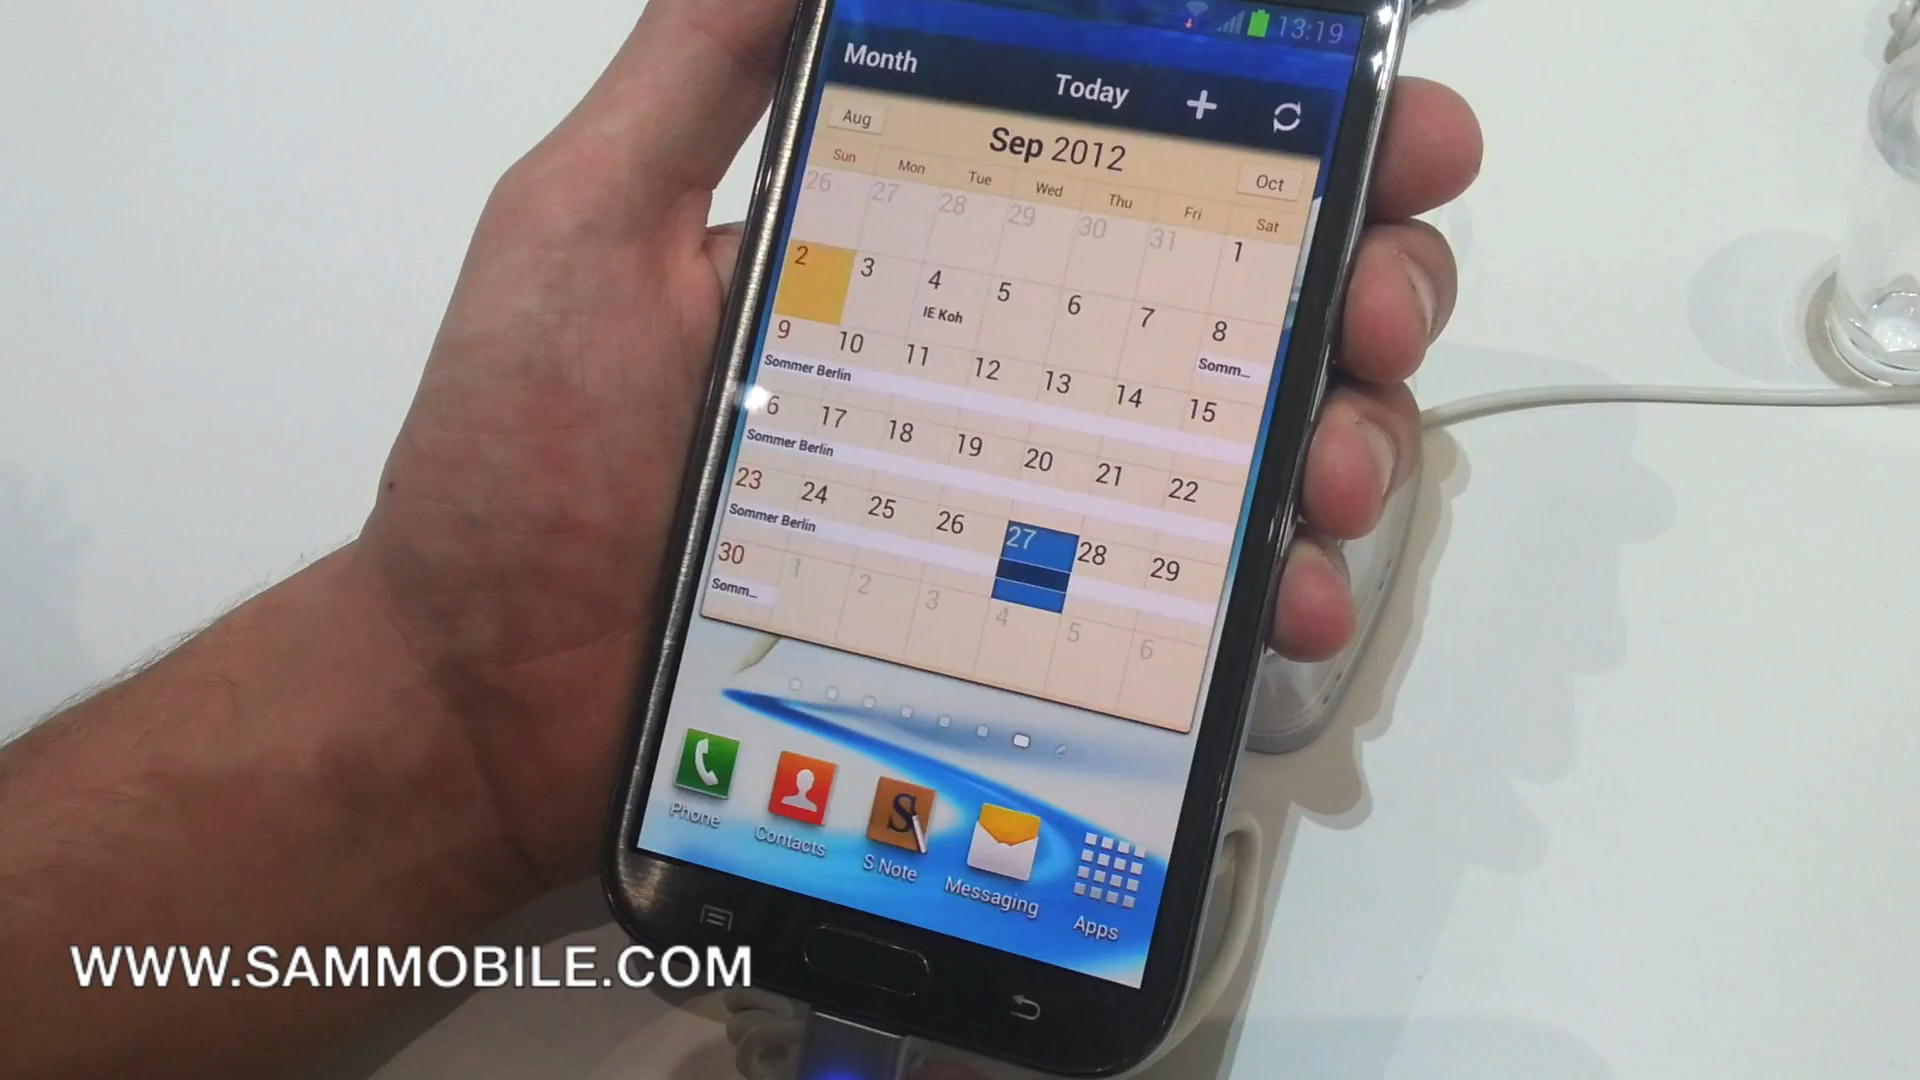 13:19
Month Today +
Aug Sep 2012 Oct
Sun Mon Tue Wed Thu Fri Sat
26 27 28 29 30 31 1
2 3 4 5 6 7 8
IE Koh Somm...
9 10 11 12 13 14 15
Sommer Berlin
6 17 18 19 20 21 22
Sommer Berlin
23 24 25 26 27 28 29
Sommer Berlin
30 1 2 3 4 5 6
Somm...
Phone Contacts S Note Messaging Apps
S
WWW.SAMMOBILE.COM